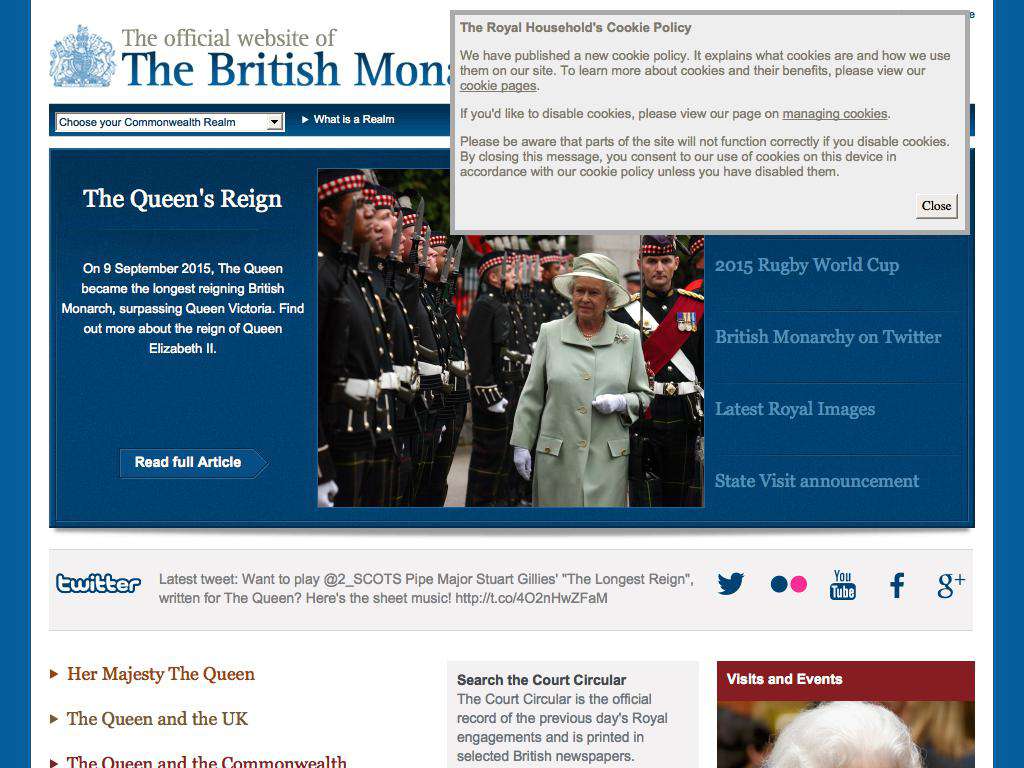 The official website of
The British Mona
The Royal Household's Cookie Policy
We have published a new cookie policy. It explains what cookies are and how we use
them on our site. To learn more about cookies and their benefits, please view our
cookie pages.
If you'd like to disable cookies, please view our page on managing cookies.
Please be aware that parts of the site will not function correctly if you disable cookies.
By closing this message, you consent to our use of cookies on this device in
accordance with our cookie policy unless you have disabled them.
Close
Choose your Commonwealth Realm
What is a Realm
The Queen's Reign
On 9 September 2015, The Queen
became the longest reigning British
Monarch, surpassing Queen Victoria. Find
out more about the reign of Queen
Elizabeth II.
Read full Article
2015 Rugby World Cup
British Monarchy on Twitter
Latest Royal Images
State Visit announcement
twitter
Latest tweet: Want to play @2_SCOTS Pipe Major Stuart Gillies' "The Longest Reign",
written for The Queen? Here's the sheet music! http://t.co/4O2nHwZFaM
You
Tube
f
g+
Her Majesty The Queen
The Queen and the UK
The Queen and the Commonwealth
Search the Court Circular
The Court Circular is the official
record of the previous day's Royal
engagements and is printed in
selected British newspapers.
Visits and Events